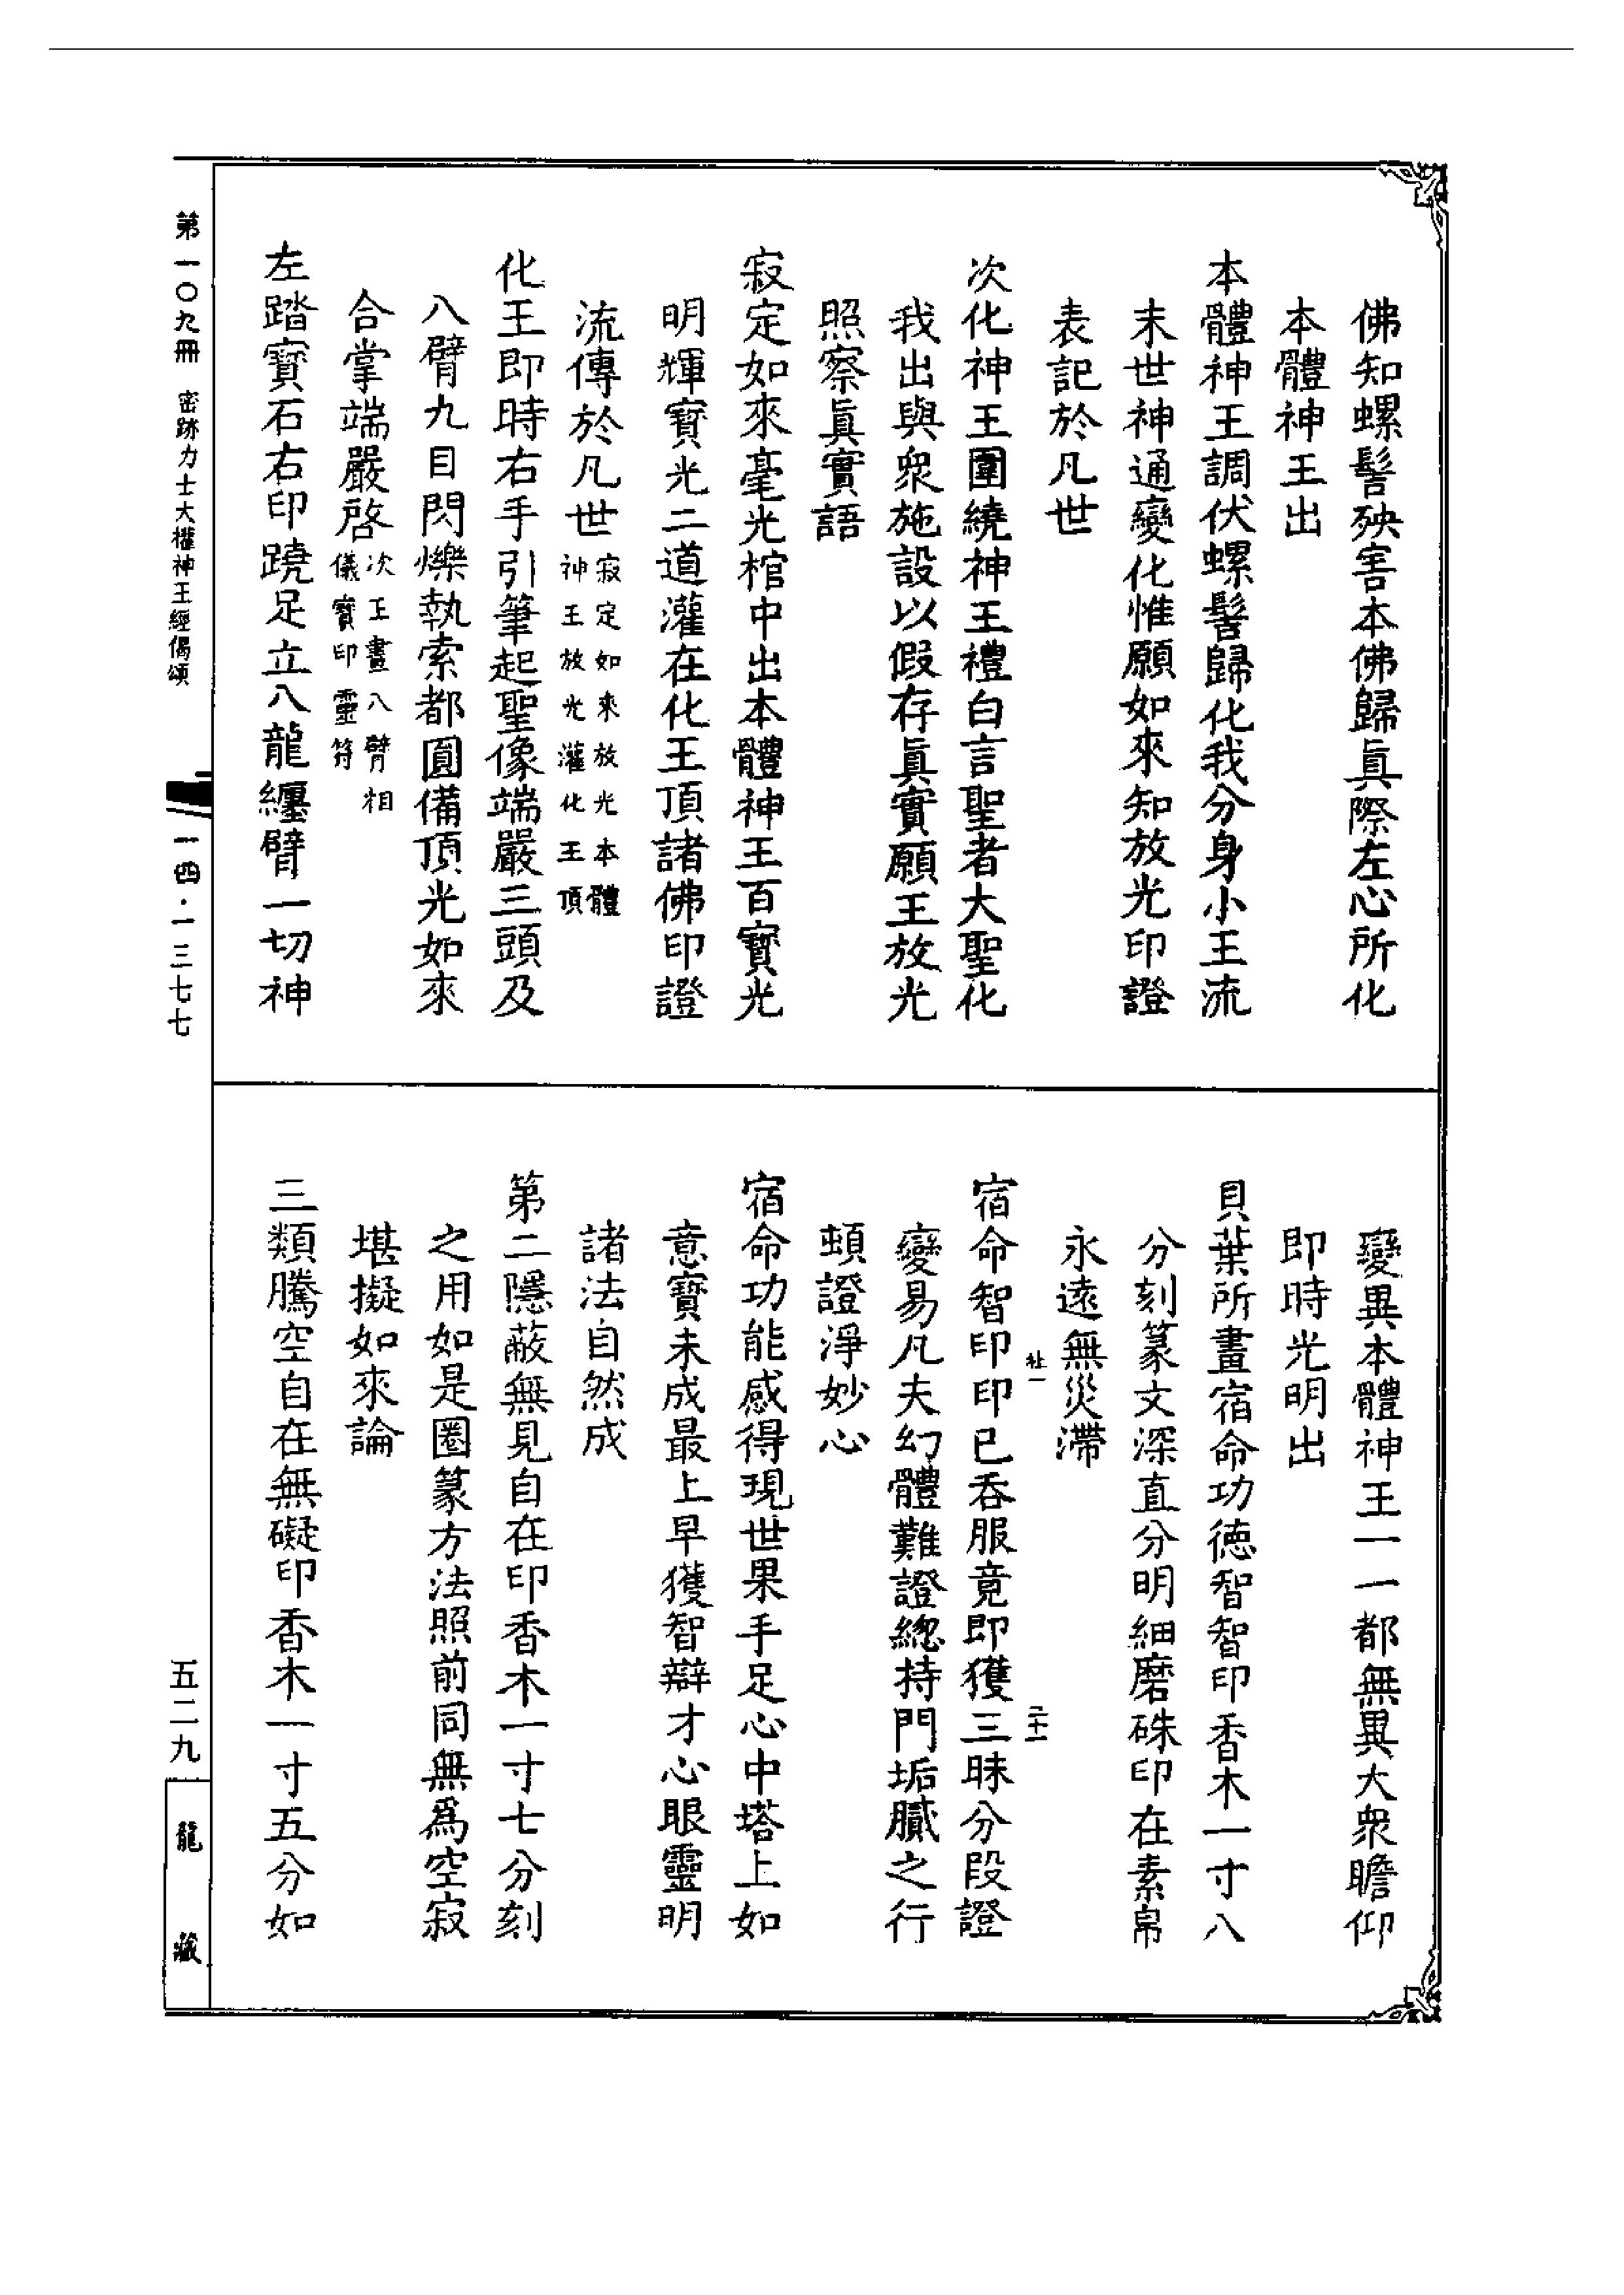 佛知螺髻殃害本佛歸眞際左心所化
本體神王出
本體神王調伏螺髻歸化我分身小王流
末世神通變化惟願如來知放光印證
表記於凡世
次化神王圍繞神王禮白言聖者大聖化
我出與衆施設以假存眞實願王放光
照察眞實語
寂定如來毫光棺中出本體神王百寶光
明輝寶光二道灌在化王頂諸佛印證
流傳於凡世
寂定如來放光本體
神王放光灌化王頂
化王即時右手引筆起聖像端嚴三頭及
八臂九目閃爍執索都圓備頂光如來
合掌端嚴啓
次王畫八臂相
儀寶印靈符
左踏寶石右印蹺足立八龍纏臂一切神
變異本體神王一一都無異大衆瞻仰
即時光明出
貝葉所畫宿命功德智智印香木一寸八
分刻篆文深直分明細磨硃印在素帛
永遠無災滯
宿命智印印已吞服竟即獲三昧分段證
變易凡夫幻體難證總持門垢膩之行
頓證淨妙心
宿命功能感得現世果手足心中塔上如
意寶未成最上早獲智辯才心眼靈明
諸法自然成
第二隱蔽無見自在印香木一寸七分刻
之用如是圈篆方法照前同無爲空寂
堪擬如來論
三類騰空自在無礙印香木一寸五分如
第一〇九冊 密跡力士大權神王經偈頌
一四·一三七七
五二九
龍藏